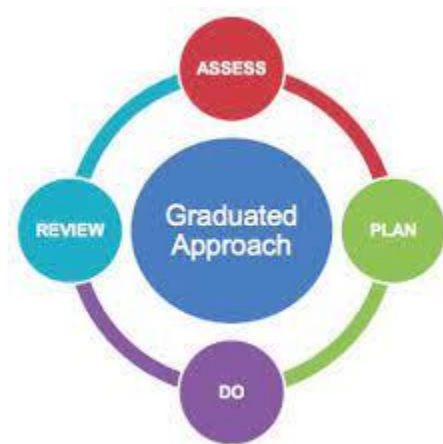 ASSESS
Graduated
Approach
PLAN
DO
REVIEW